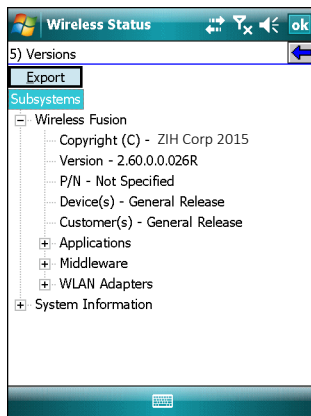 Wireless Status
ok
5) Versions
Export
Subsystems
Wireless Fusion
Copyright (C) - ZIH Corp 2015
Version - 2.60.0.0.026R
P/N - Not Specified
Device(s) - General Release
Customer(s) - General Release
Applications
Middleware
WLAN Adapters
System Information